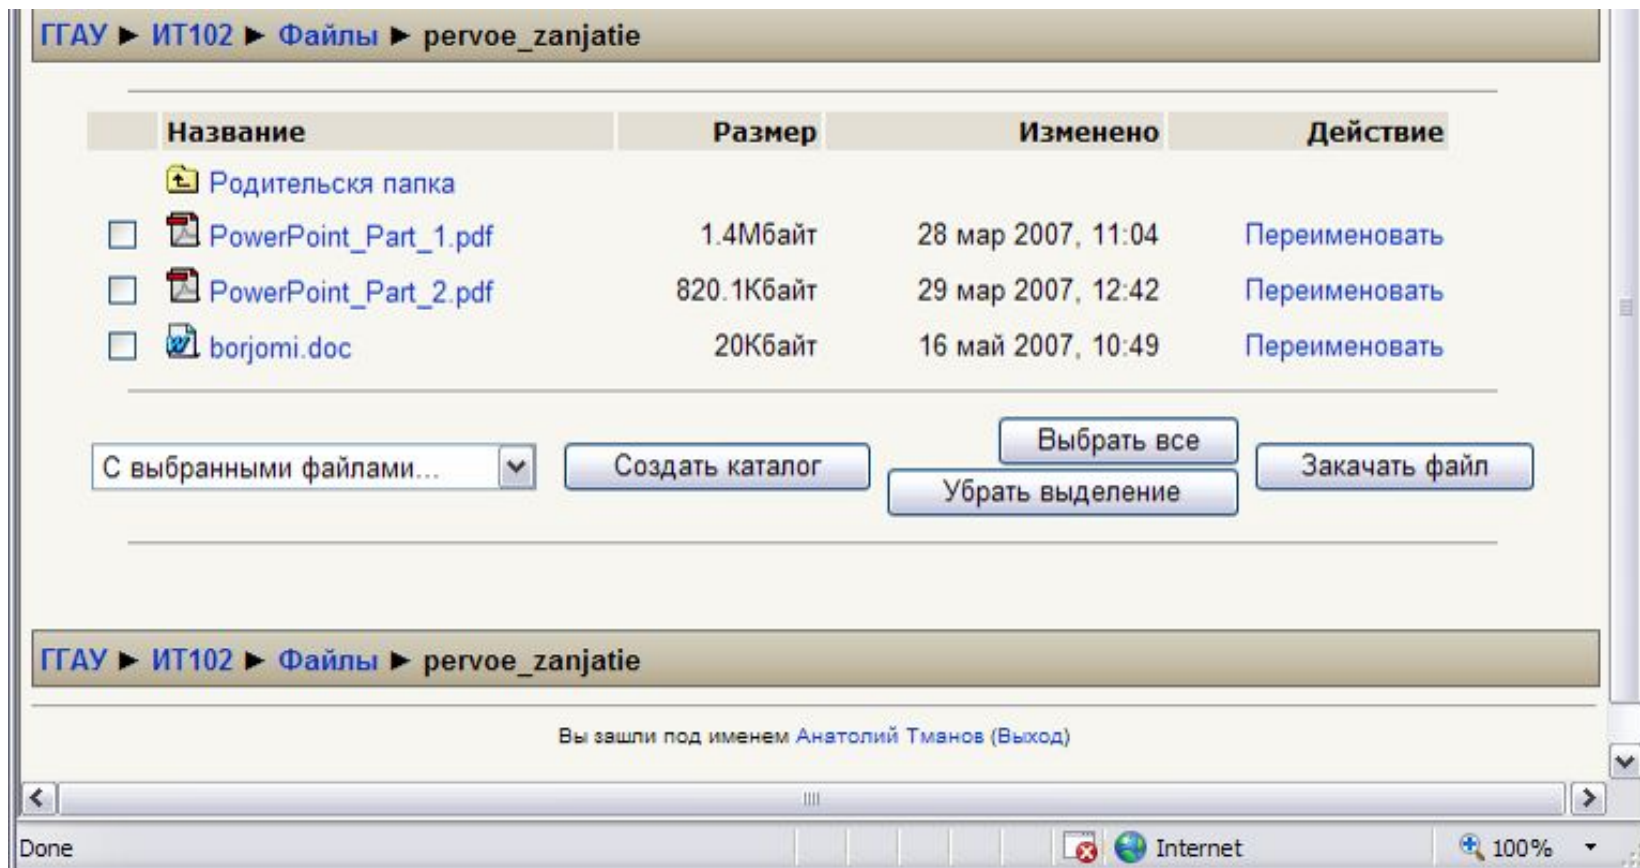 ГГАУ ► ИТ102 ► Файлы ► pervoe_zanjatie
Название Размер Изменено Действие
Родительскя папка
PowerPoint_Part_1.pdf 1.4Мбайт 28 мар 2007, 11:04 Переименовать
PowerPoint_Part_2.pdf 820.1Кбайт 29 мар 2007, 12:42 Переименовать
borjomi.doc 20Кбайт 16 май 2007, 10:49 Переименовать
С выбранными файлами... Создать каталог Выбрать все Закачать файл
Убрать выделение
ГГАУ ► ИТ102 ► Файлы ► pervoe_zanjatie
Вы зашли под именем Анатолий Тманов (Выход)
Done Internet 100%